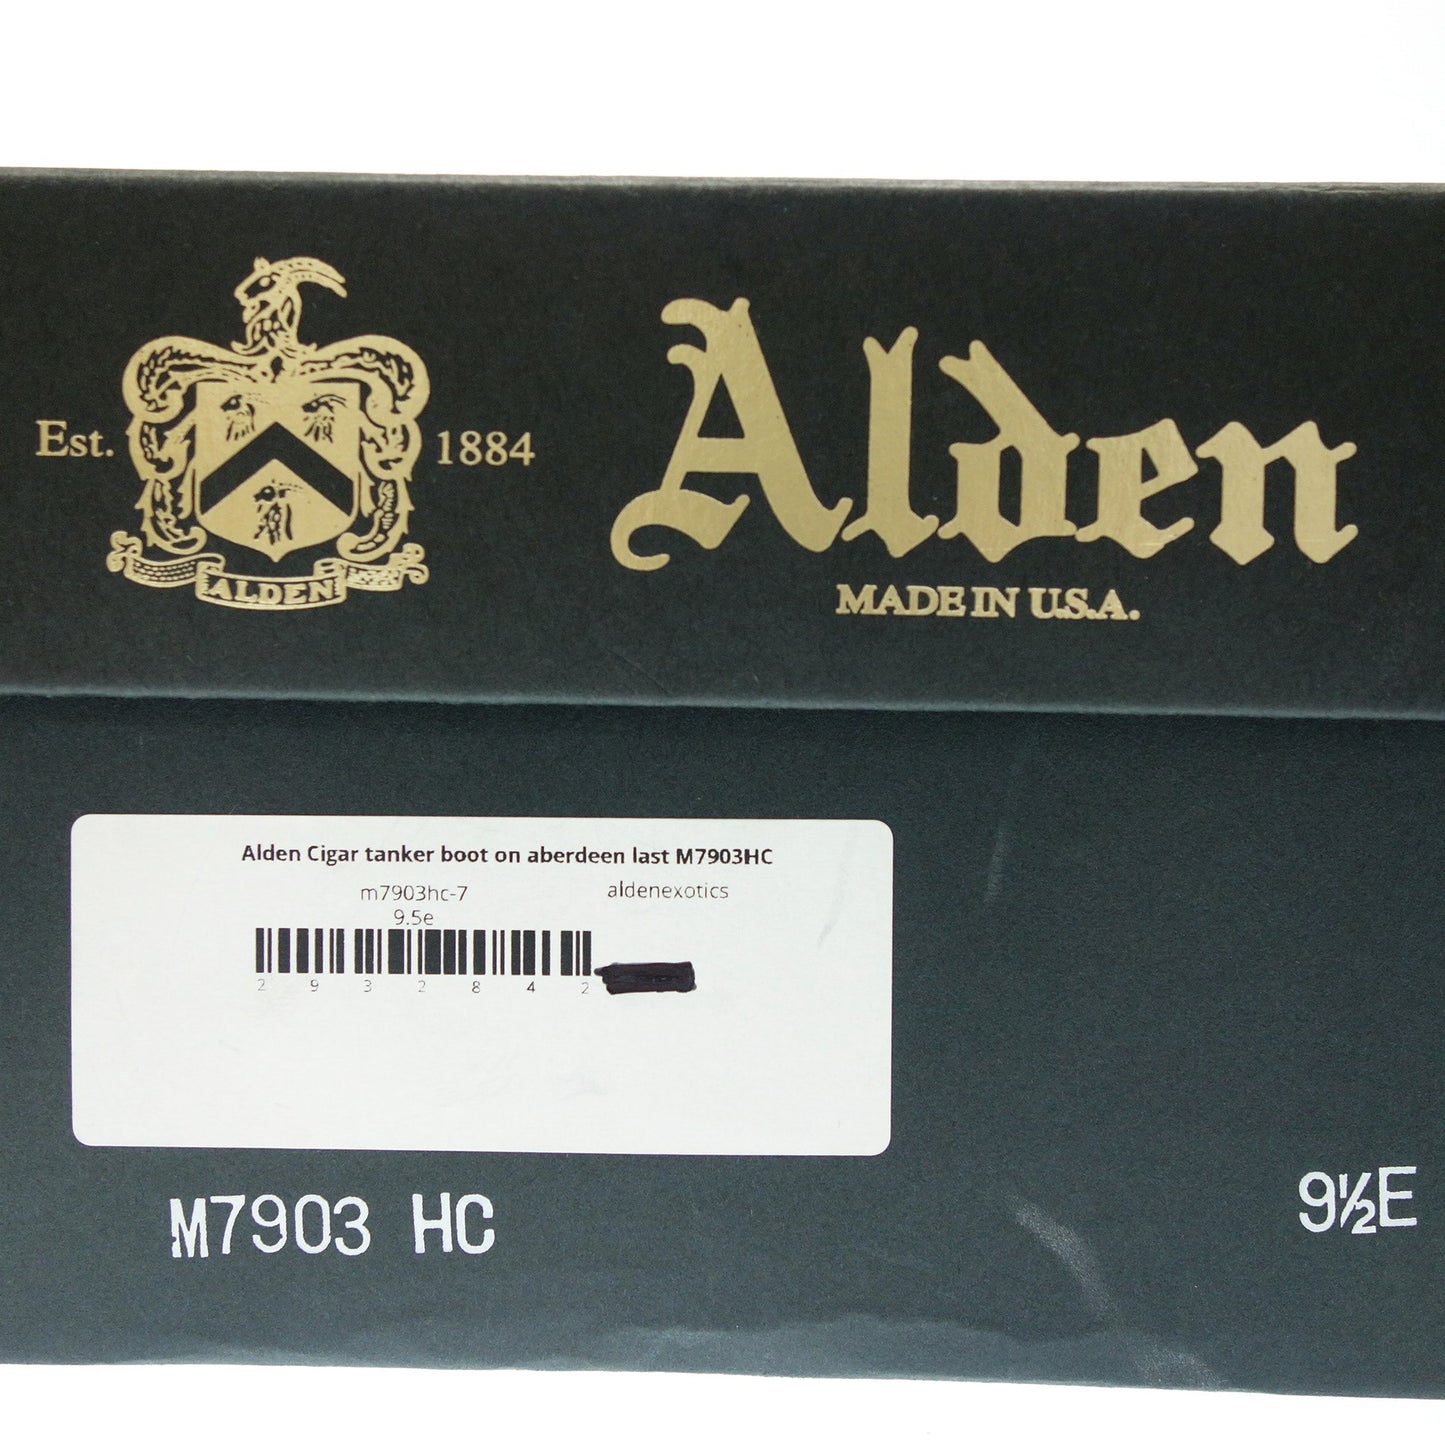 Est. 1884
ALDEN
Alden
MADE IN U.S.A.
Alden Cigar tanker boot on aberdeen last M7903HC
m7903hc-7 aldenexotics
9.5e
2 9 3 2 8 4 2
M7903 HC 9½E